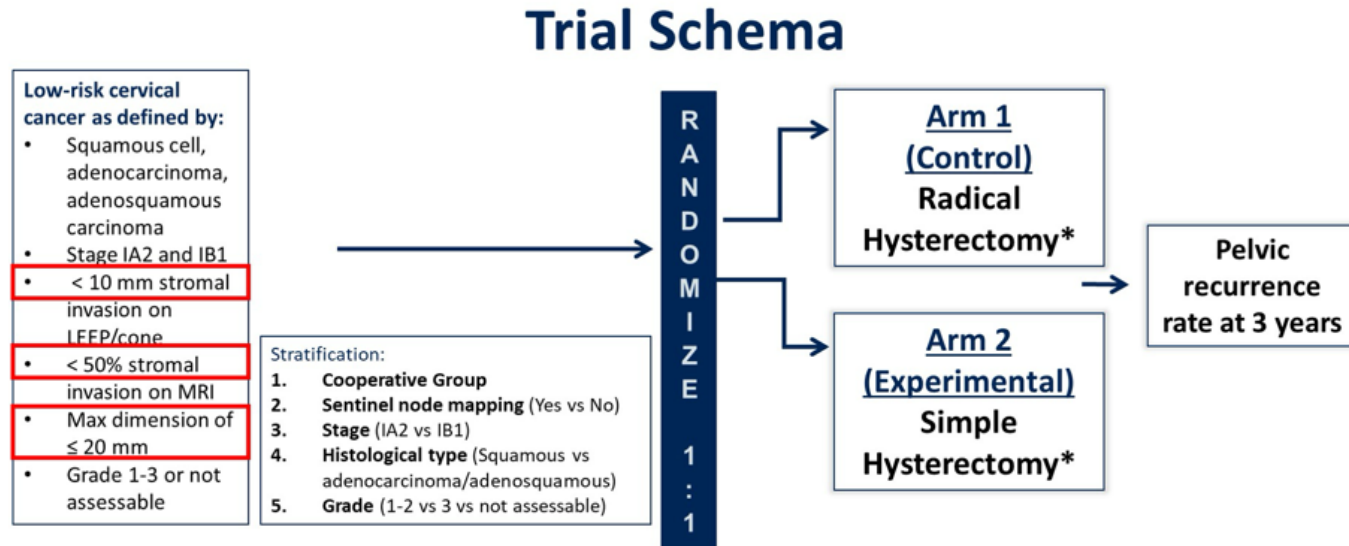 Trial Schema
Low-risk cervical
cancer as defined by:
• Squamous cell,
adenocarcinoma,
adenosquamous
carcinoma
• Stage IA2 and IB1
• < 10 mm stromal
invasion on
LEEP/cone
• < 50% stromal
invasion on MRI
• Max dimension of
≤ 20 mm
• Grade 1-3 or not
assessable
Stratification:
1. Cooperative Group
2. Sentinel node mapping (Yes vs No)
3. Stage (IA2 vs IB1)
4. Histological type (Squamous vs
adenocarcinoma/adenosquamous)
5. Grade (1-2 vs 3 vs not assessable)
RANDOMIZE 1:1
Arm 1
(Control)
Radical
Hysterectomy*
Arm 2
(Experimental)
Simple
Hysterectomy*
Pelvic
recurrence
rate at 3 years